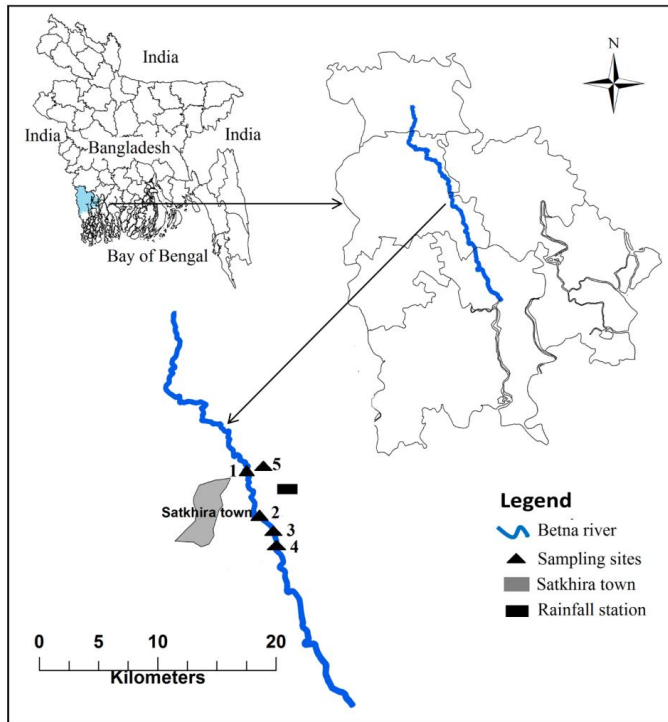 India
N
India
India
Bangladesh
Bay of Bengal
1
5
Satkhira town
2
3
4
Legend
Betna river
Sampling sites
Satkhira town
Rainfall station
0 5 10 20
Kilometers